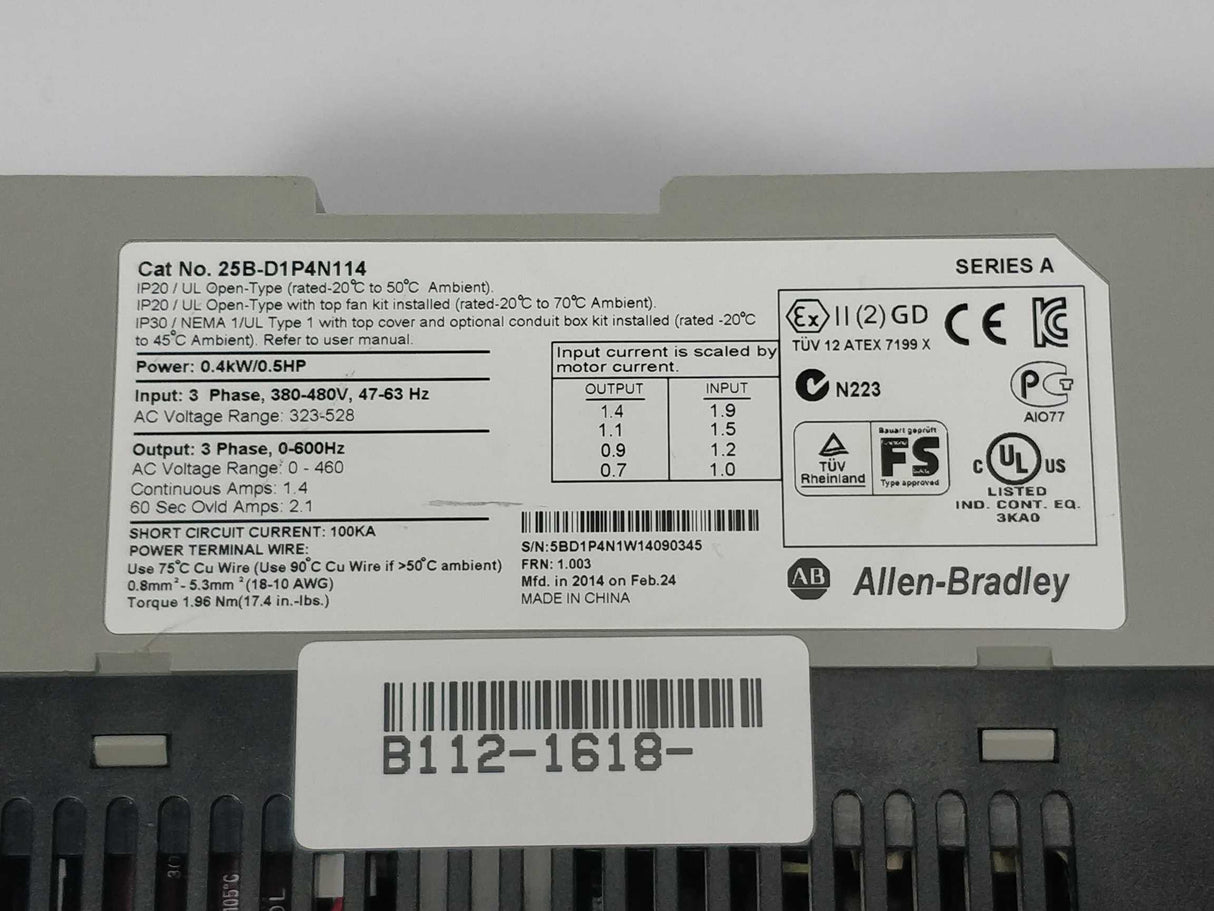 Cat No. 25B-D1P4N114
SERIES A
IP20 / UL Open-Type (rated-20°C to 50°C Ambient).
IP20 / UL Open-Type with top fan kit installed (rated-20°C to 70°C Ambient).
IP30 / NEMA 1/UL Type 1 with top cover and optional conduit box kit installed (rated -20°C
to 45°C Ambient). Refer to user manual.
Power: 0.4kW/0.5HP
Input: 3 Phase, 380-480V, 47-63 Hz
AC Voltage Range: 323-528
Output: 3 Phase, 0-600Hz
AC Voltage Range: 0 - 460
Continuous Amps: 1.4
60 Sec Ovld Amps: 2.1
SHORT CIRCUIT CURRENT: 100KA
POWER TERMINAL WIRE:
Use 75°C Cu Wire (Use 90°C Cu Wire if >50°C ambient)
0.8mm² - 5.3mm² (18-10 AWG)
Torque 1.96 Nm(17.4 in.-lbs.)
Input current is scaled by
motor current.
OUTPUT INPUT
1.4 1.9
1.1 1.5
0.9 1.2
0.7 1.0
S/N:5BD1P4N1W14090345
FRN: 1.003
Mfd. in 2014 on Feb.24
MADE IN CHINA
Ex II (2) GD CE KC
TÜV 12 ATEX 7199 X
N223
PCT
AIO77
TÜV
Rheinland
Bauart geprüft
FS
Type approved
C UL US
LISTED
IND. CONT. EQ.
3KA0
AB Allen-Bradley
B112-1618-
105°C